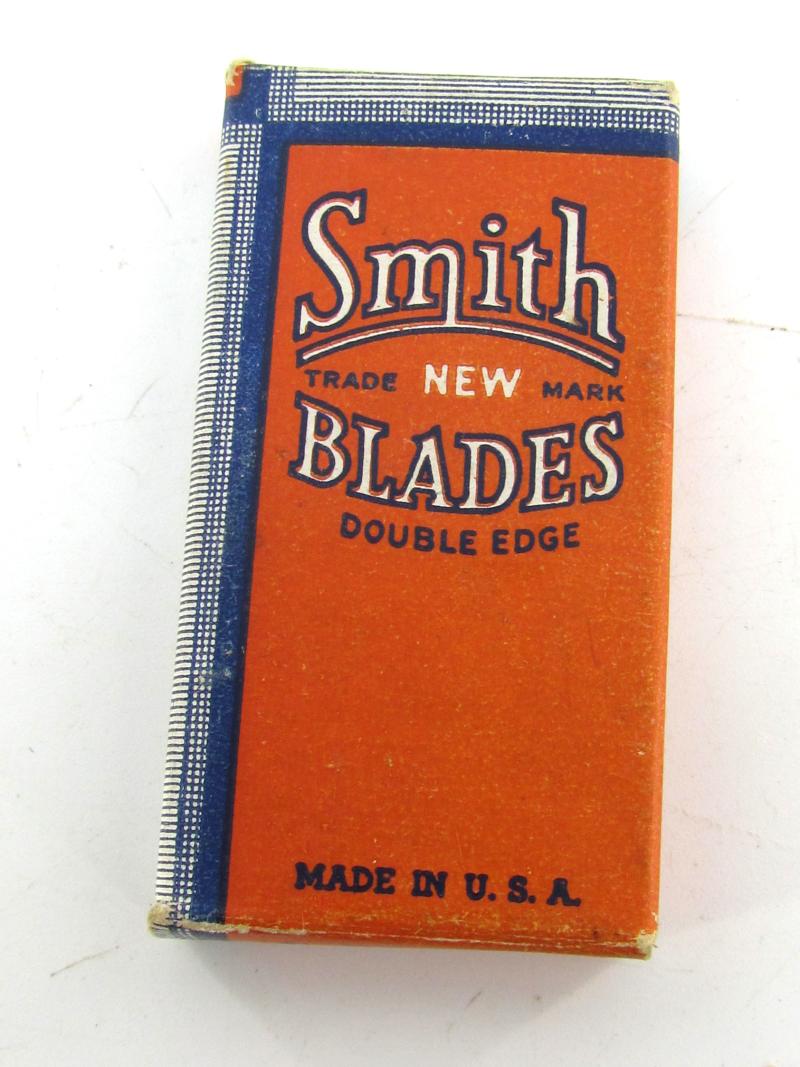 Smith
TRADE NEW MARK
BLADES
DOUBLE EDGE
MADE IN U. S. A.